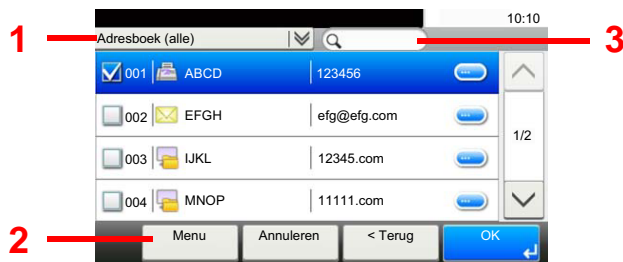 10:10
1 Adresboek (alle) 3
001 ABCD 123456
002 EFGH efg@efg.com
1/2
003 IJKL 12345.com
004 MNOP 11111.com
2 Menu Annuleren < Terug OK